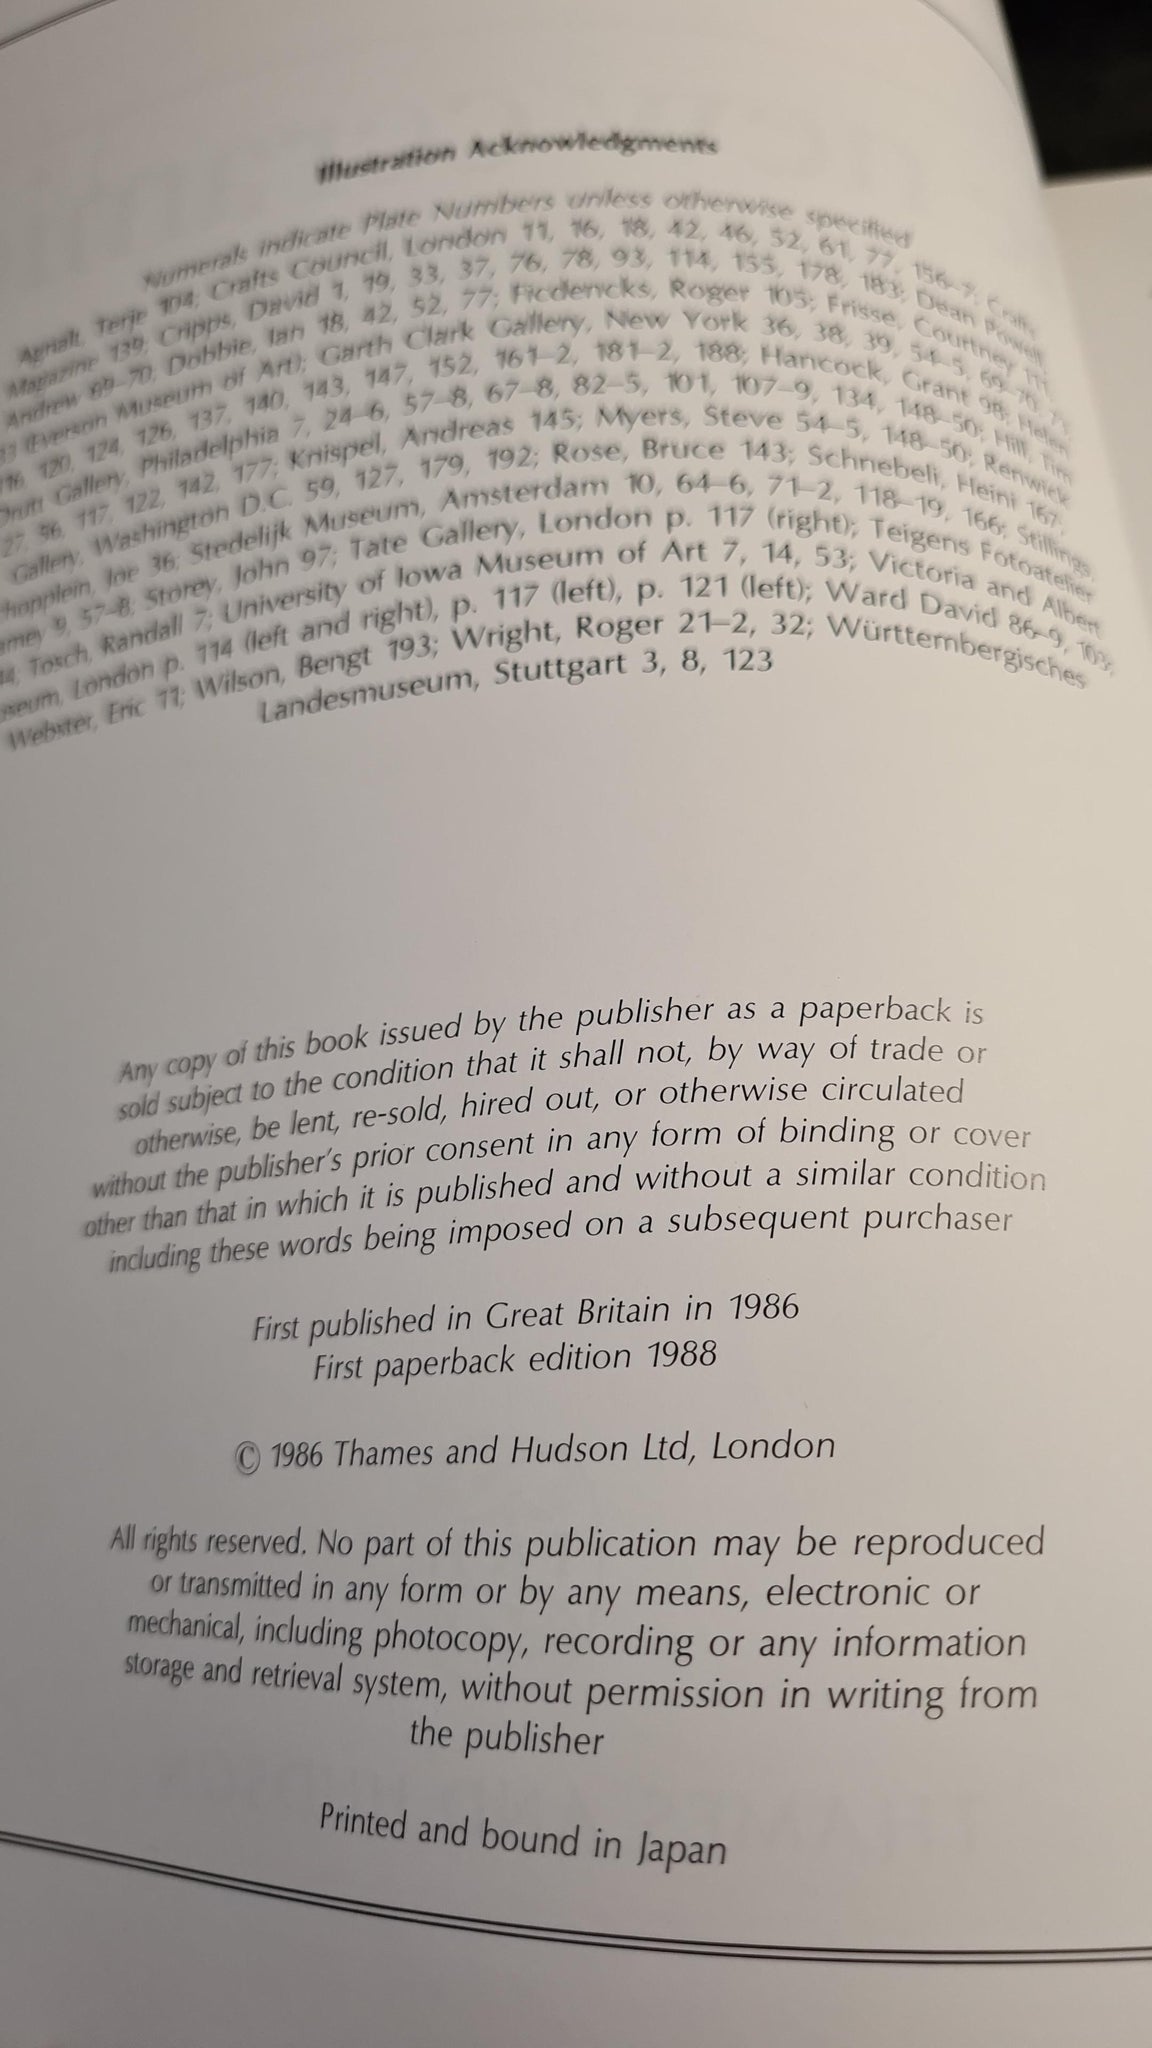 Illustration Acknowledgments
Numerals indicate Plate Numbers unless otherwise specified
Agnalt, Terje 104; Crafts Council, London 11, 16, 18, 42, 46, 52, 61, 77, 156–7; Crafts
Magazine 139; Cripps, David 1, 19, 33, 37, 76, 78, 93, 114, 155, 178, 183; Dean Powell,
Andrew 69–70; Dobbie, Ian 18, 42, 52, 77; Roger 105; Frisse, Courtney 111,
(Everson Museum of Art); Garth Clark Gallery, New York 36, 38, 39, 54–5, 69–70,
116, 120, 124, 126, 137, 140, 143, 147, 152, 161–2, 181–2, 188; Hancock, Grant 98; Helen
Drutt Gallery, Philadelphia 7, 24–6, 57–8, 67–8, 82–5, 101, 107–9, 134, 148–50; Hill, Tim
27, 117, 122, 142, 177; Knispel, Andreas 145; Myers, Steve 54–5, 148–50; Renwick
Gallery, Washington D.C. 59, 127, 179, 192; Rose, Bruce 143; Schnebeli, Heini 167;
Joe 36; Stedelijk Museum, Amsterdam 10, 64–6, 71–2, 118–19, 166; Stillings,
9, 57–8; Storey, John 97; Tate Gallery, London p. 117 (right); Teigens Fotoatelier
Tosch, Randall 7; University of Iowa Museum of Art 7, 14, 53; Victoria and Albert
London p. 114 (left and right), p. 117 (left), p. 121 (left); Ward David 86–9, 103;
Webster, Eric 11; Wilson, Bengt 193; Wright, Roger 21–2, 32; Württembergisches
Landesmuseum, Stuttgart 3, 8, 123
Any copy of this book issued by the publisher as a paperback is
sold subject to the condition that it shall not, by way of trade or
otherwise, be lent, re-sold, hired out, or otherwise circulated
without the publisher's prior consent in any form of binding or cover
other than that in which it is published and without a similar condition
including these words being imposed on a subsequent purchaser
First published in Great Britain in 1986
First paperback edition 1988
© 1986 Thames and Hudson Ltd, London
All rights reserved. No part of this publication may be reproduced
or transmitted in any form or by any means, electronic or
mechanical, including photocopy, recording or any information
storage and retrieval system, without permission in writing from
the publisher
Printed and bound in Japan